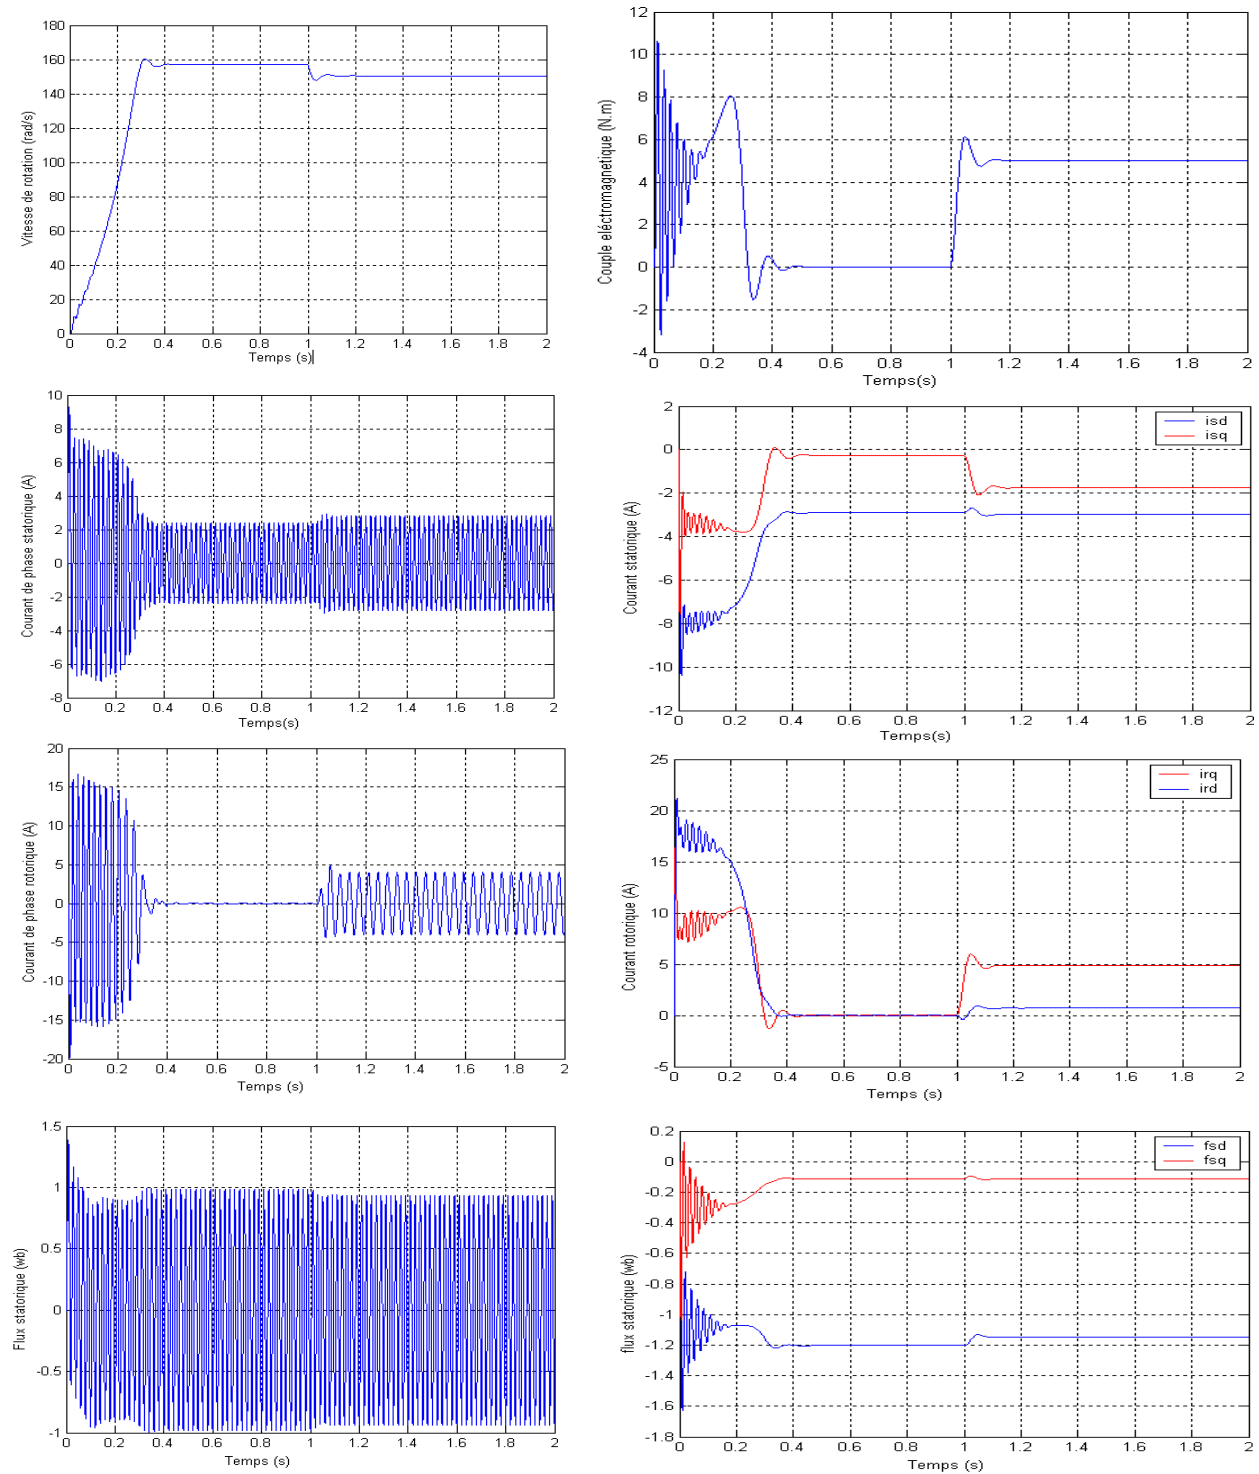 180
160
140
120
100
80
60
40
20
0
Vitesse de rotation (rad/s)
0 0.2 0.4 0.6 0.8 1 1.2 1.4 1.6 1.8 2
Temps (s)
12
10
8
6
4
2
0
-2
-4
Couple eléctromagnetique (N.m)
0 0.2 0.4 0.6 0.8 1 1.2 1.4 1.6 1.8 2
Temps(s)
10
8
6
4
2
0
-2
-4
-6
-8
Courant de phase statorique (A)
0 0.2 0.4 0.6 0.8 1 1.2 1.4 1.6 1.8 2
Temps(s)
2
0
-2
-4
-6
-8
-10
-12
Courant statorique (A)
isd
isq
0 0.2 0.4 0.6 0.8 1 1.2 1.4 1.6 1.8 2
Temps(s)
20
15
10
5
0
-5
-10
-15
-20
Courant de phase rotorique (A)
0 0.2 0.4 0.6 0.8 1 1.2 1.4 1.6 1.8 2
Temps (s)
25
20
15
10
5
0
-5
Courant rotorique (A)
irq
ird
0 0.2 0.4 0.6 0.8 1 1.2 1.4 1.6 1.8 2
Temps (s)
1.5
1
0.5
0
-0.5
-1
Flux statorique (wb)
0 0.2 0.4 0.6 0.8 1 1.2 1.4 1.6 1.8 2
Temps (s)
0.2
0
-0.2
-0.4
-0.6
-0.8
-1
-1.2
-1.4
-1.6
-1.8
flux statorique (wb)
fsd
fsq
0 0.2 0.4 0.6 0.8 1 1.2 1.4 1.6 1.8 2
Temps (s)